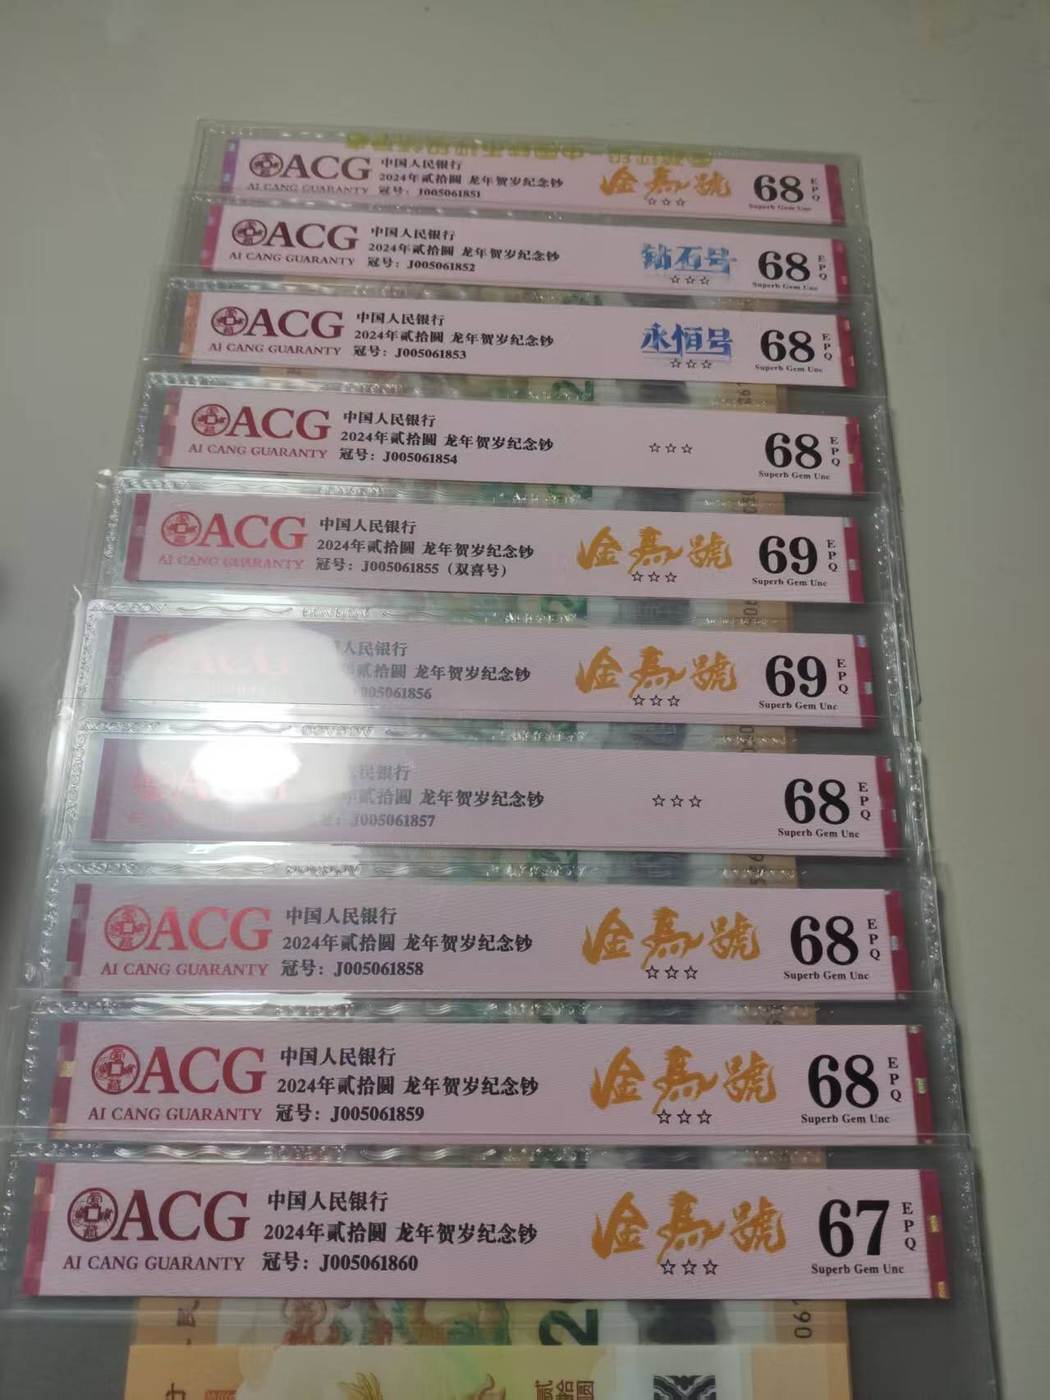 ACG
AI CANG GUARANTY
中国人民银行
2024年贰拾圆 龙年贺岁纪念钞
冠号：J005061851
金馬號
☆☆☆
68
EPQ
Superb Gem Unc
ACG
AI CANG GUARANTY
中国人民银行
2024年贰拾圆 龙年贺岁纪念钞
冠号：J005061852
钻石号
☆☆☆
68
EPQ
Superb Gem Unc
ACG
AI CANG GUARANTY
中国人民银行
2024年贰拾圆 龙年贺岁纪念钞
冠号：J005061853
永恒号
☆☆☆
68
EPQ
Superb Gem Unc
ACG
AI CANG GUARANTY
中国人民银行
2024年贰拾圆 龙年贺岁纪念钞
冠号：J005061854
☆☆☆
68
EPQ
Superb Gem Unc
ACG
AI CANG GUARANTY
中国人民银行
2024年贰拾圆 龙年贺岁纪念钞
冠号：J005061855（双喜号）
金馬號
☆☆☆
69
EPQ
Superb Gem Unc
ACG
人民银行
贰拾圆 龙年贺岁纪念钞
005061856
金馬號
☆☆☆
69
EPQ
Superb Gem Unc
民银行
贰拾圆 龙年贺岁纪念钞
J005061857
☆☆☆
68
EPQ
Superb Gem Unc
ACG
AI CANG GUARANTY
中国人民银行
2024年贰拾圆 龙年贺岁纪念钞
冠号：J005061858
金馬號
☆☆☆
68
EPQ
Superb Gem Unc
ACG
AI CANG GUARANTY
中国人民银行
2024年贰拾圆 龙年贺岁纪念钞
冠号：J005061859
金馬號
☆☆☆
68
EPQ
Superb Gem Unc
ACG
AI CANG GUARANTY
中国人民银行
2024年贰拾圆 龙年贺岁纪念钞
冠号：J005061860
金馬號
☆☆☆
67
EPQ
Superb Gem Unc
贰拾圆